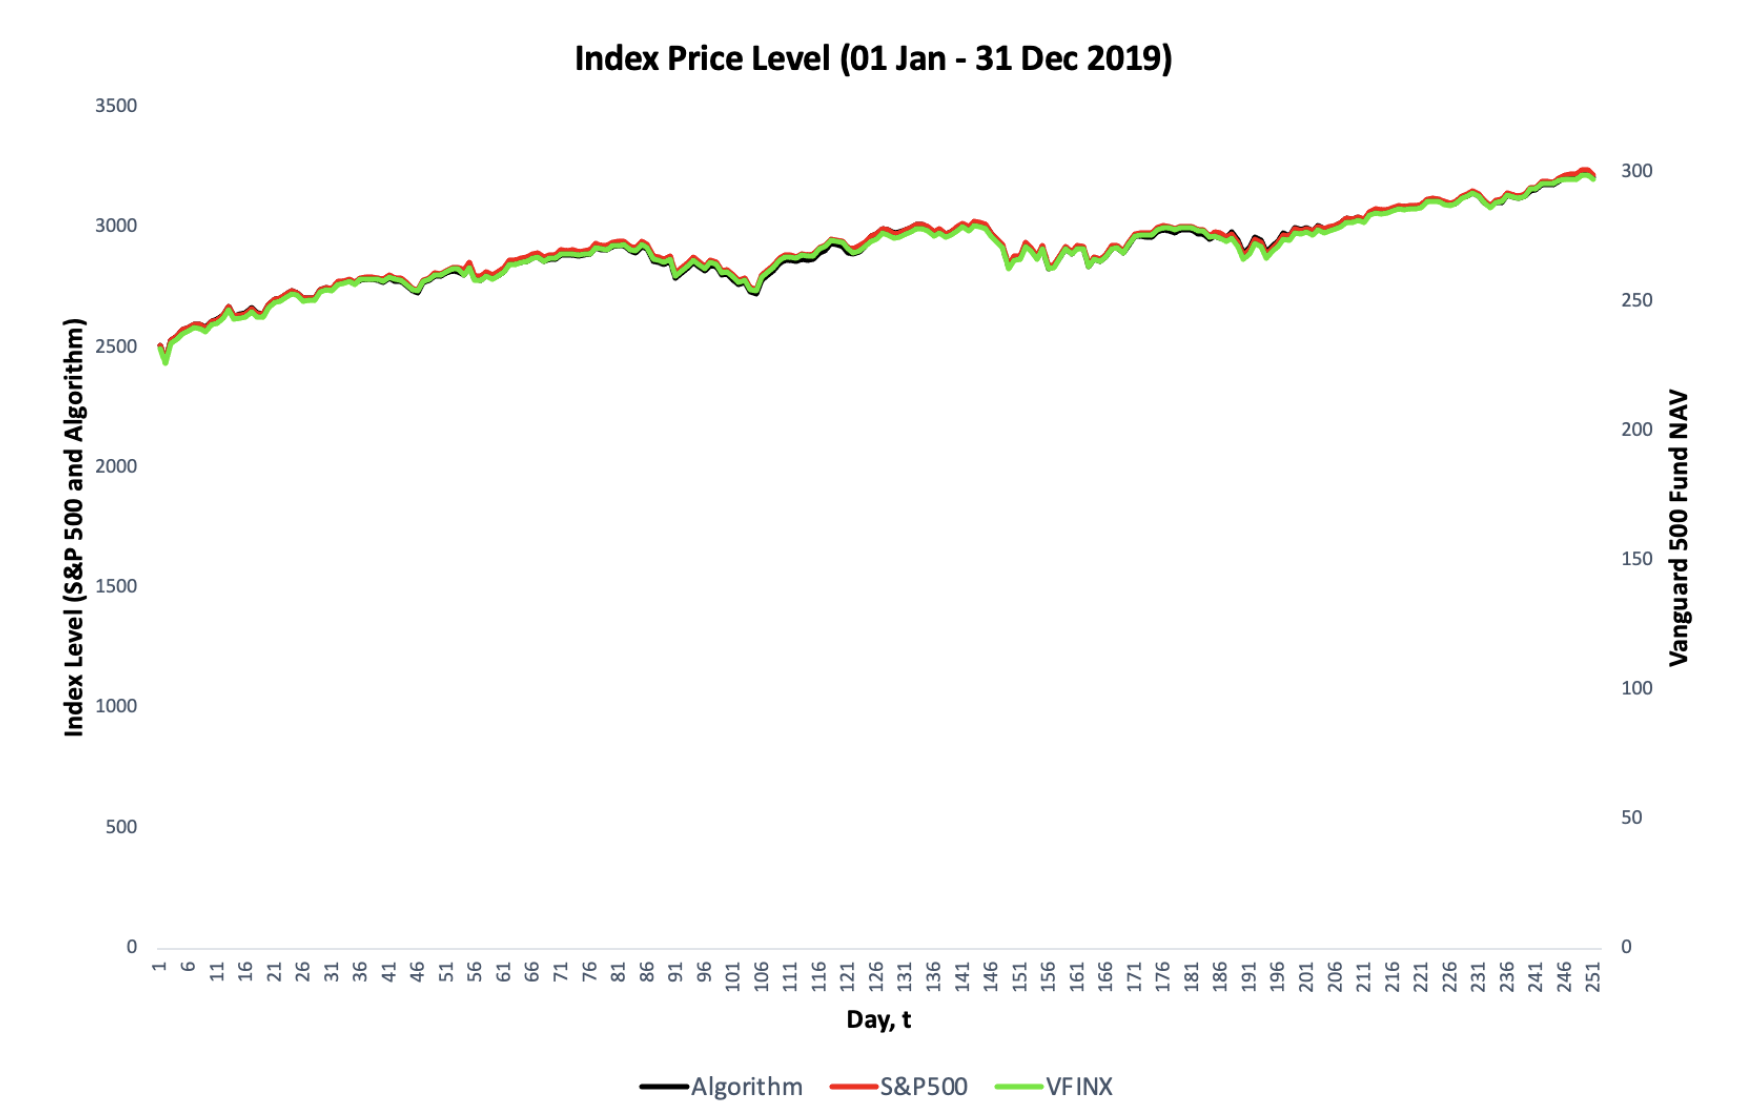 Index Price Level (01 Jan - 31 Dec 2019)
3500
3000
2500
2000
1500
1000
500
0
Index Level (S&P 500 and Algorithm)
300
250
200
150
100
50
0
Vanguard 500 Fund NAV
1 6 11 16 21 26 31 36 41 46 51 56 61 66 71 76 81 86 91 96 101 106 111 116 121 126 131 136 141 146 151 156 161 166 171 176 181 186 191 196 201 206 211 216 221 226 231 236 241 246 251
Day, t
Algorithm S&P500 VFINX